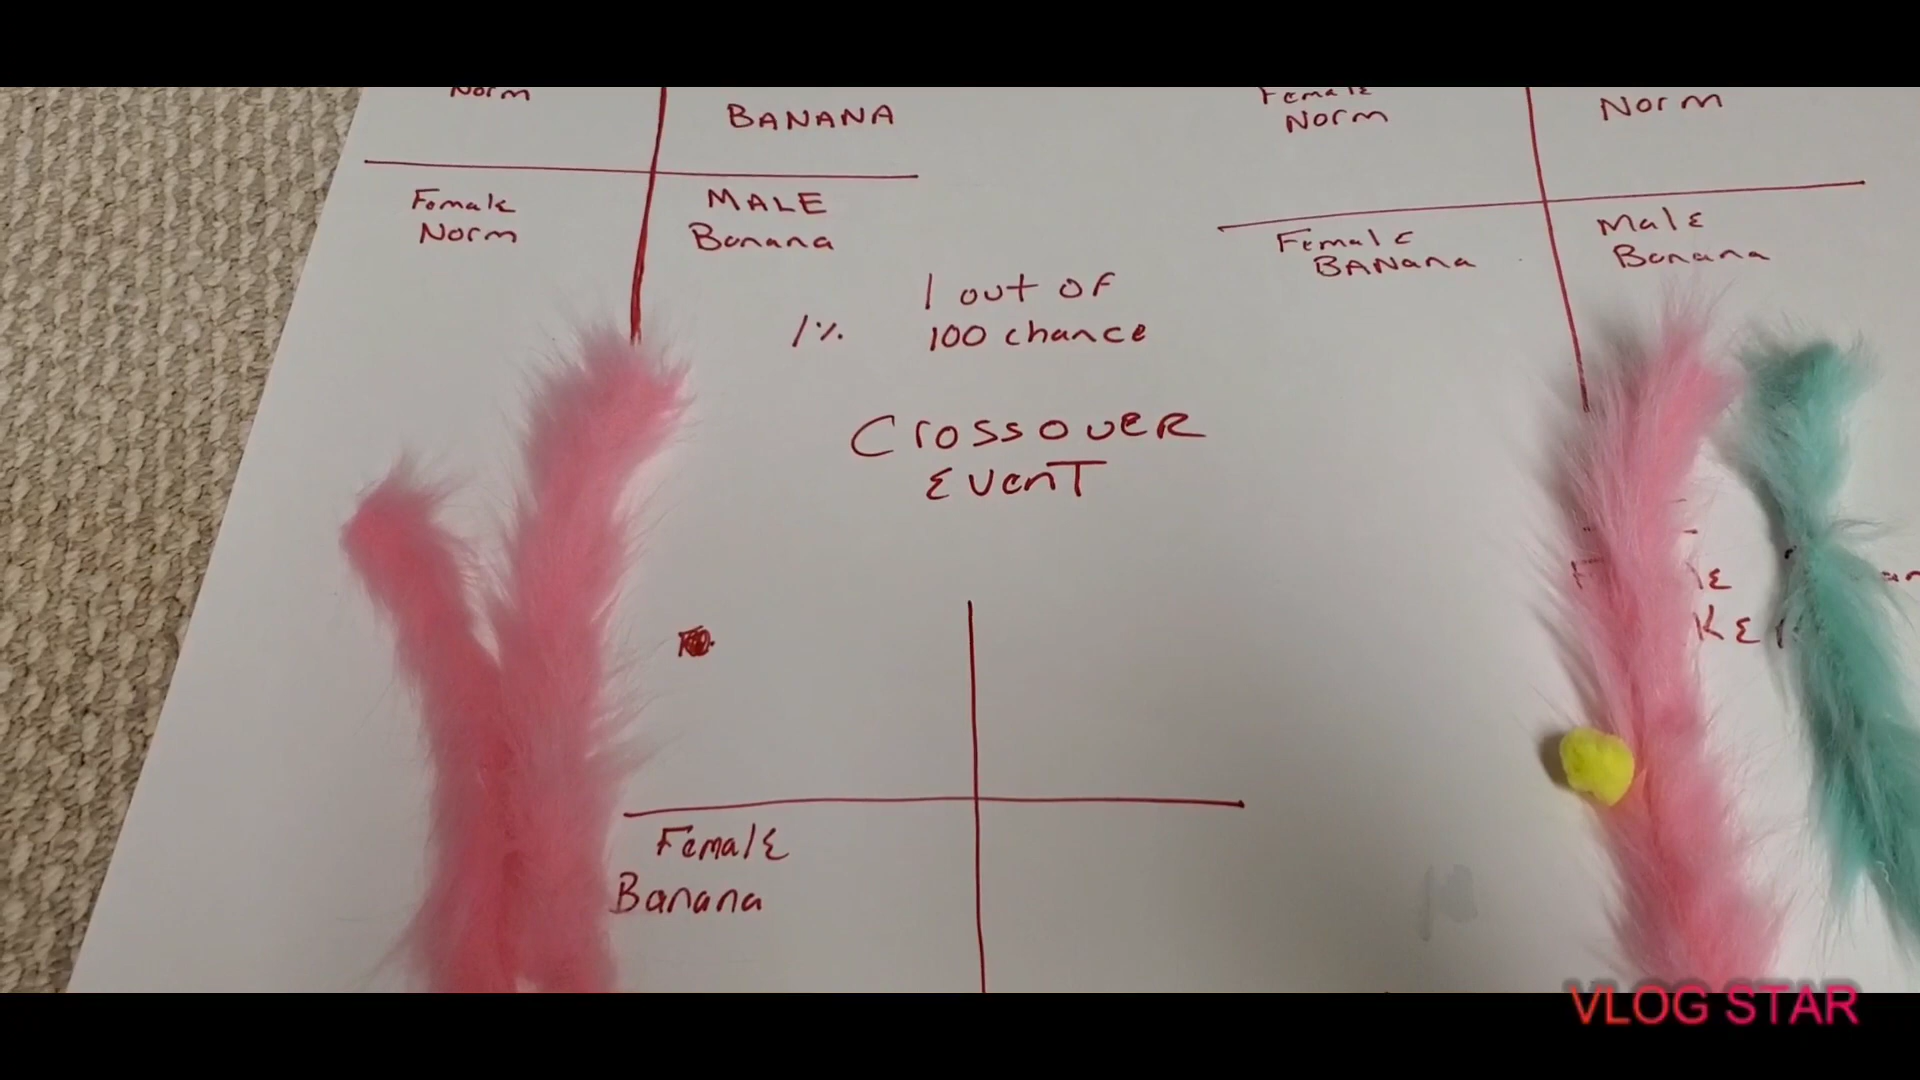 Norm
BANANA
Female
Norm
MALE
Banana
Female
Norm
Norm
Female
BANana
Male
Banana
1 out of
1% 100 chance
Crossover
Event
Female
Banana
VLOG STAR